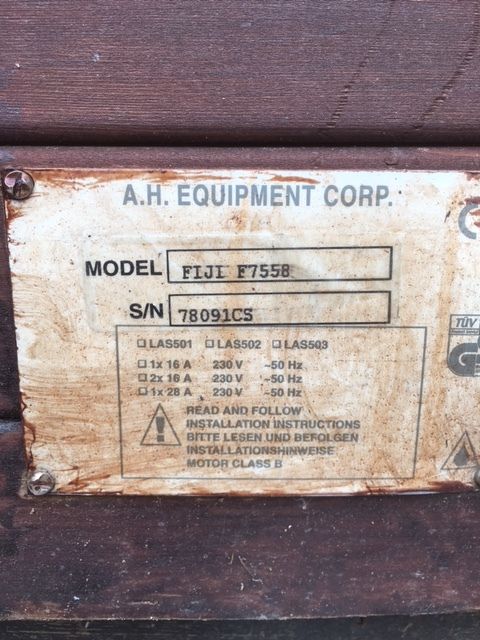 A.H. EQUIPMENT CORP.
MODEL FIJI F7558
S/N 78091CS
☐ LAS501 ☐ LAS502 ☐ LAS503
☐ 1x 16 A 230 V ~50 Hz
☐ 2x 16 A 230 V ~50 Hz
☐ 1x 28 A 230 V ~50 Hz
READ AND FOLLOW
INSTALLATION INSTRUCTIONS
BITTE LESEN UND BEFOLGEN
INSTALLATIONSHINWEISE
MOTOR CLASS B
TÜV